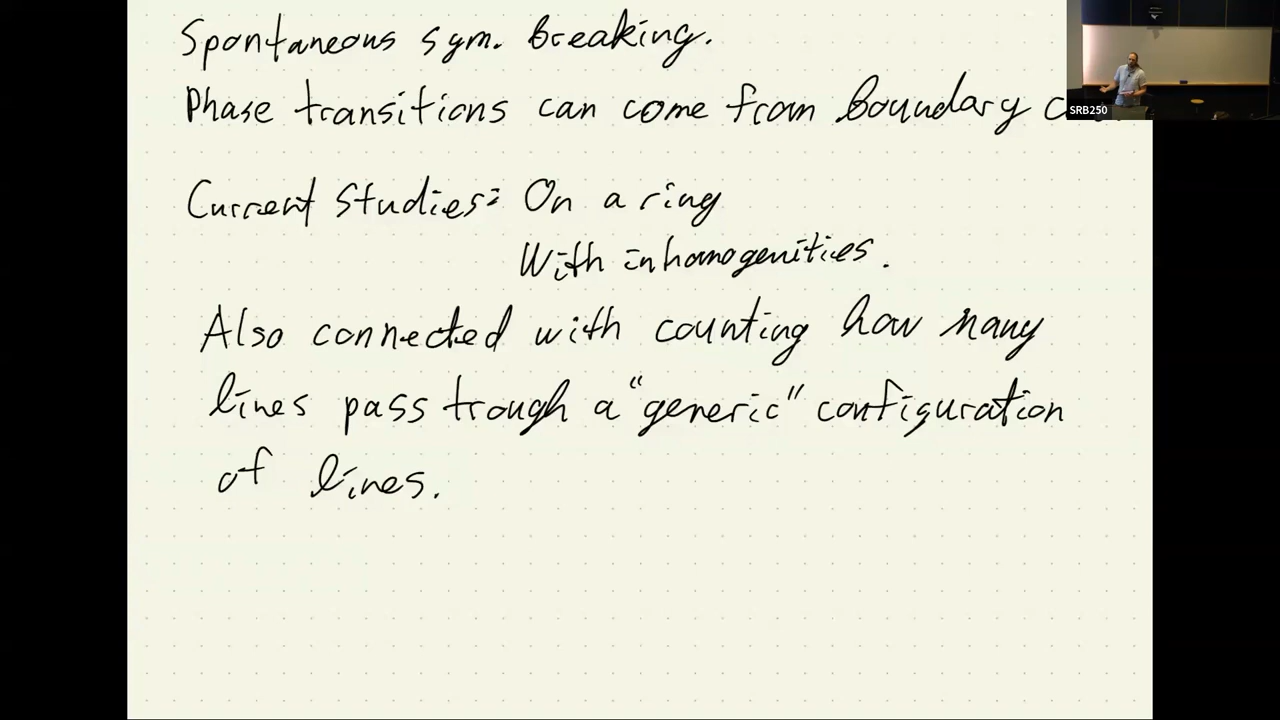 Spontaneous sym. breaking.
Phase transitions can come from boundary
SRB250
Current studies: On a ring
With inhomogenities.
Also connected with counting how many
lines pass trough a "generic" configuration
of lines.